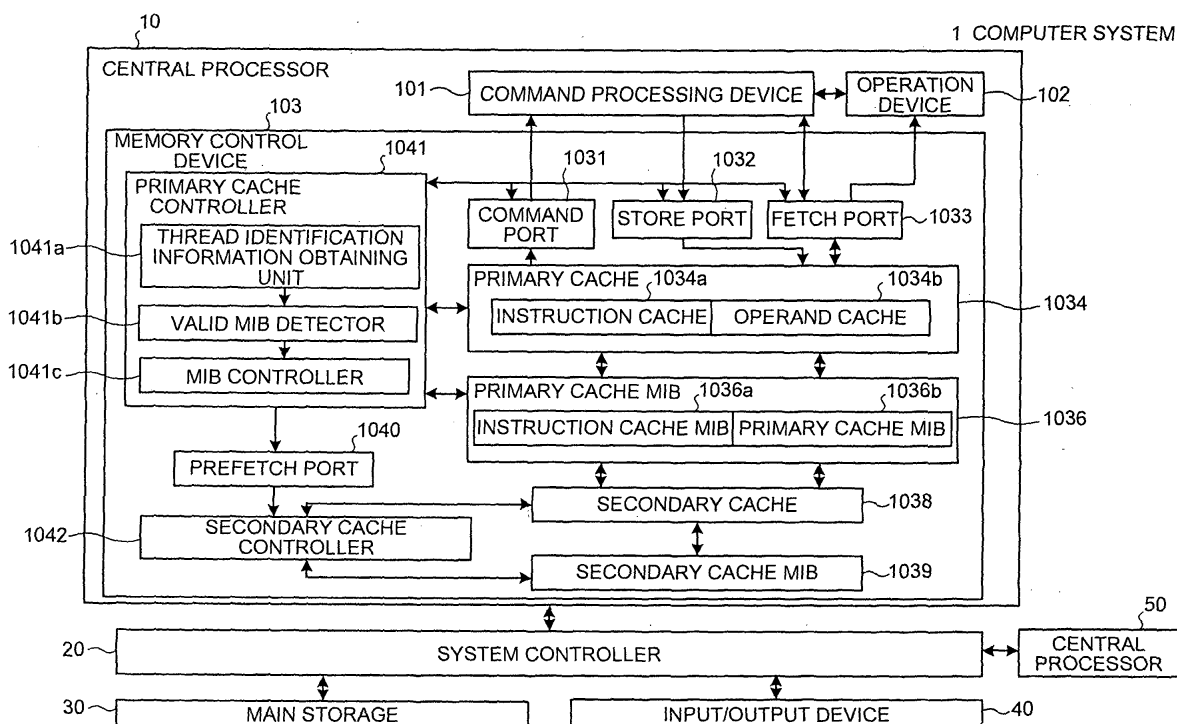 1 COMPUTER SYSTEM
10
CENTRAL PROCESSOR
101
COMMAND PROCESSING DEVICE
OPERATION
DEVICE
102
103
MEMORY CONTROL
DEVICE
1041
PRIMARY CACHE
CONTROLLER
1041a
THREAD IDENTIFICATION
INFORMATION OBTAINING
UNIT
1041b
VALID MIB DETECTOR
1041c
MIB CONTROLLER
1031
COMMAND
PORT
1032
STORE PORT
FETCH PORT
1033
PRIMARY CACHE
1034a
1034b
INSTRUCTION CACHE
OPERAND CACHE
1034
PRIMARY CACHE MIB
1036a
1036b
INSTRUCTION CACHE MIB
PRIMARY CACHE MIB
1036
1040
PREFETCH PORT
SECONDARY CACHE
1038
1042
SECONDARY CACHE
CONTROLLER
SECONDARY CACHE MIB
1039
20
SYSTEM CONTROLLER
50
CENTRAL
PROCESSOR
30
MAIN STORAGE
INPUT/OUTPUT DEVICE
40